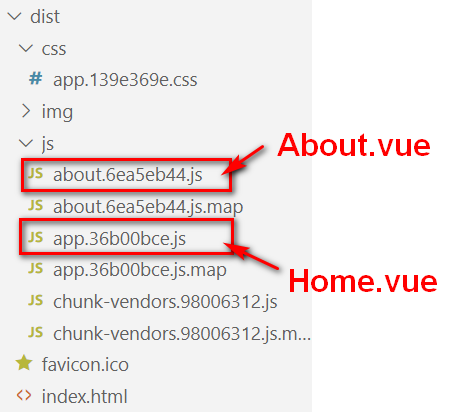 dist
css
# app.139e369e.css
img
js
JS about.6ea5eb44.js
About.vue
JS about.6ea5eb44.js.map
JS app.36b00bce.js
JS app.36b00bce.js.map
Home.vue
JS chunk-vendors.98006312.js
JS chunk-vendors.98006312.js.m...
favicon.ico
<> index.html